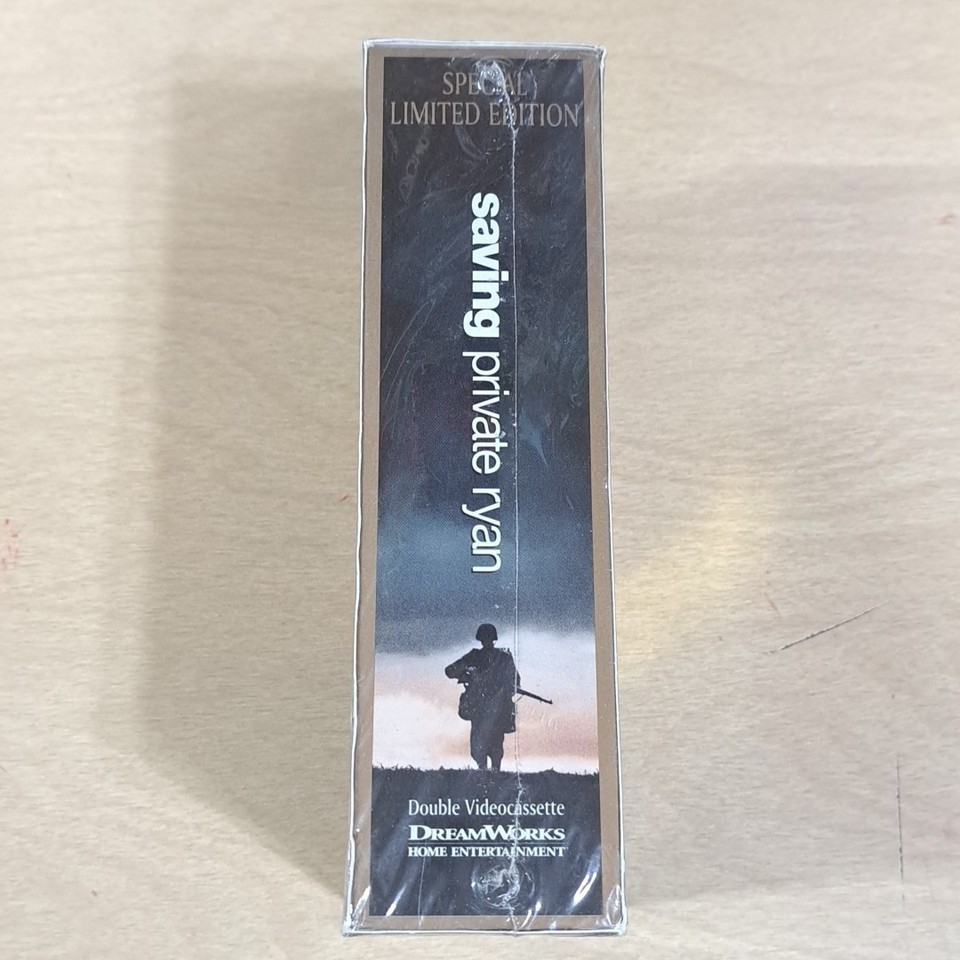 SPECIAL
LIMITED EDITION
saving private ryan
Double Videocassette
DREAMWORKS
HOME ENTERTAINMENT